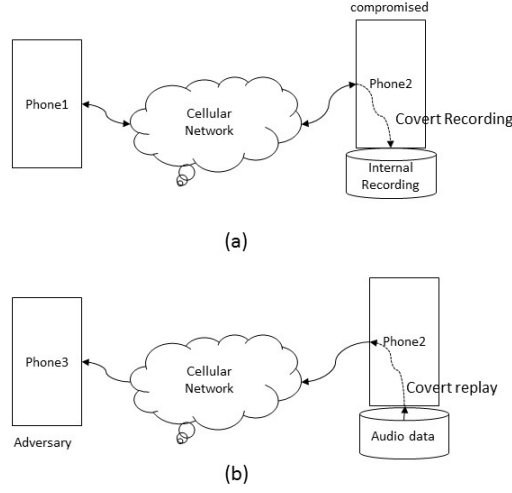 compromised
Phone1
Cellular
Network
Phone2
Covert Recording
Internal
Recording
(a)
Phone3
Cellular
Network
Phone2
Covert replay
Adversary
Audio data
(b)